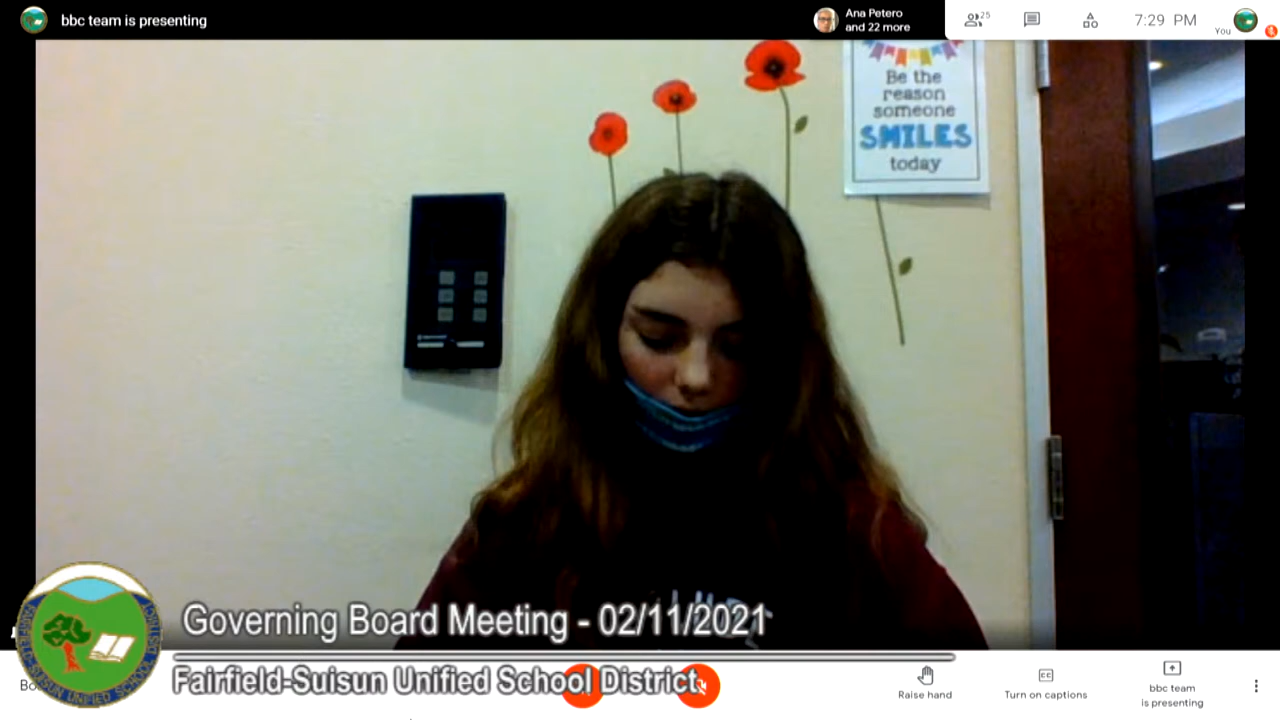 bbc team is presenting
Ana Petero
and 22 more
25
7:29 PM
You
Be the
reason
someone
SMILES
today
Governing Board Meeting - 02/11/2021
Fairfield-Suisun Unified School District
Raise hand
Turn on captions
bbc team
is presenting